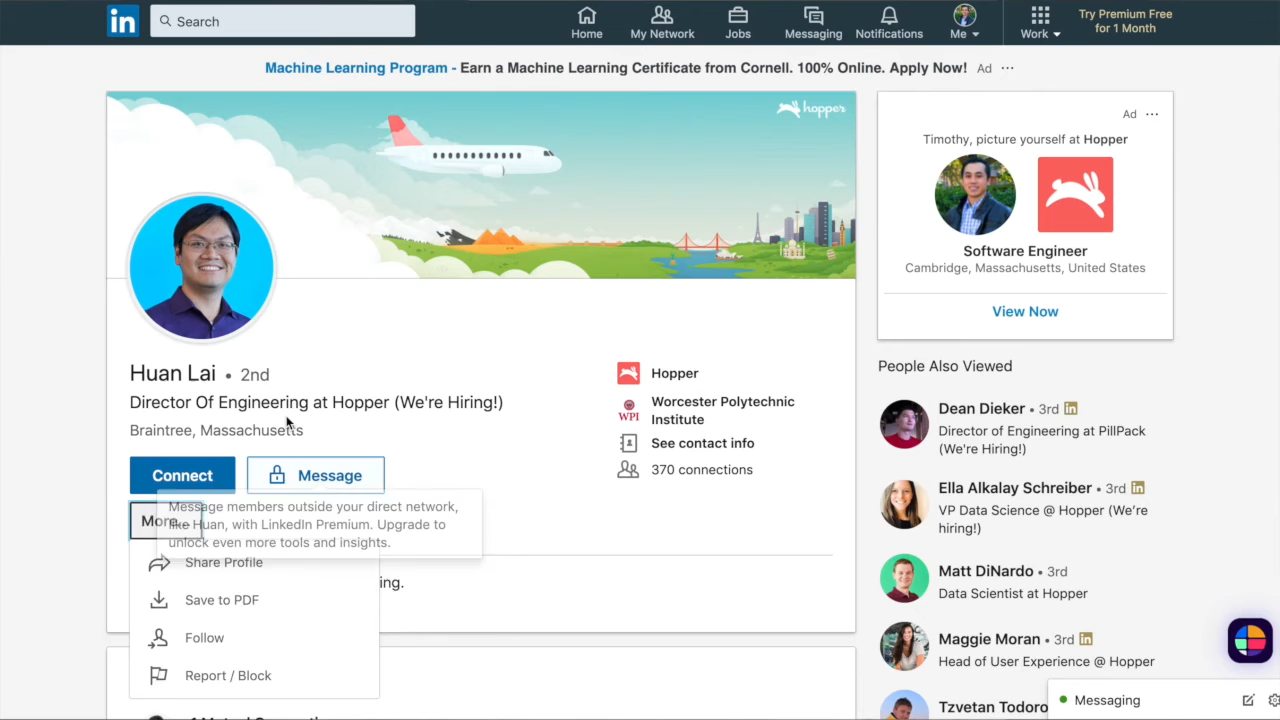 in
Search
Home
My Network
Jobs
Messaging
Notifications
Me
Work
Try Premium Free
for 1 Month
Machine Learning Program - Earn a Machine Learning Certificate from Cornell. 100% Online. Apply Now! Ad ...
hopper
Huan Lai • 2nd
Director Of Engineering at Hopper (We're Hiring!)
Braintree, Massachusetts
Hopper
WPI
Worcester Polytechnic
Institute
See contact info
370 connections
Connect
Message
More...
Message members outside your direct network,
like Huan, with LinkedIn Premium. Upgrade to
unlock even more tools and insights.
Share Profile
ing.
Save to PDF
Follow
Report / Block
Ad ...
Timothy, picture yourself at Hopper
Software Engineer
Cambridge, Massachusetts, United States
View Now
People Also Viewed
Dean Dieker • 3rd in
Director of Engineering at PillPack
(We're Hiring!)
Ella Alkalay Schreiber • 3rd in
VP Data Science @ Hopper (We're
hiring!)
Matt DiNardo • 3rd
Data Scientist at Hopper
Maggie Moran • 3rd in
Head of User Experience @ Hopper
Tzvetan Todoro
Messaging